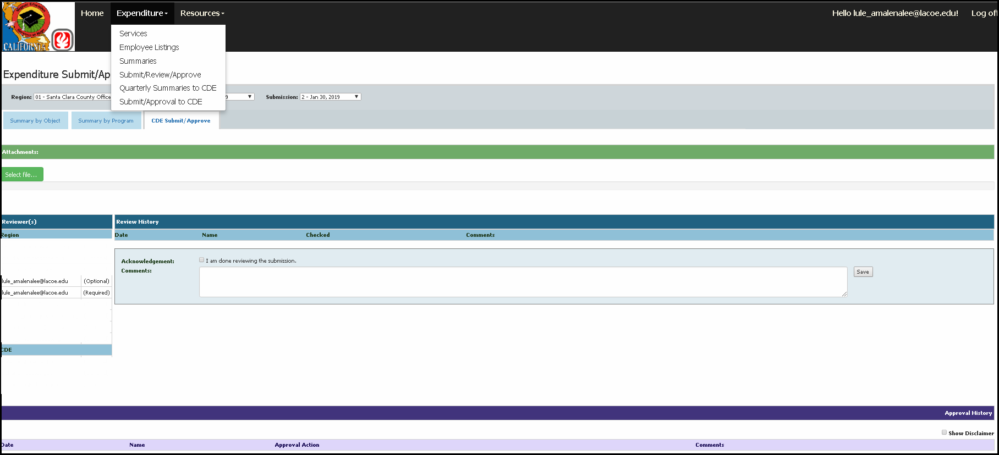 Home Expenditure Resources Hello lule_amalenalee@lacoe.edu! Log of
CALIFORNIA
Services
Employee Listings
Summaries
Submit/Review/Approve
Quarterly Summaries to CDE
Submit/Approval to CDE
Expenditure Submit/Ap
Region: 01 - Santa Clara County Office 9 Submission: 2 - Jan 30, 2019
Summary by Object Summary by Program CDE Submit/Approve
Attachments:
Select file...
Reviewer(s) Review History
Region Date Name Checked Comments
Acknowledgement: I am done reviewing the submission.
Comments: Save
lule_amalenalee@lacoe.edu (Optional)
lule_amalenalee@lacoe.edu (Required)
CDE
Approval History
Show Disclaimer
Date Name Approval Action Comments